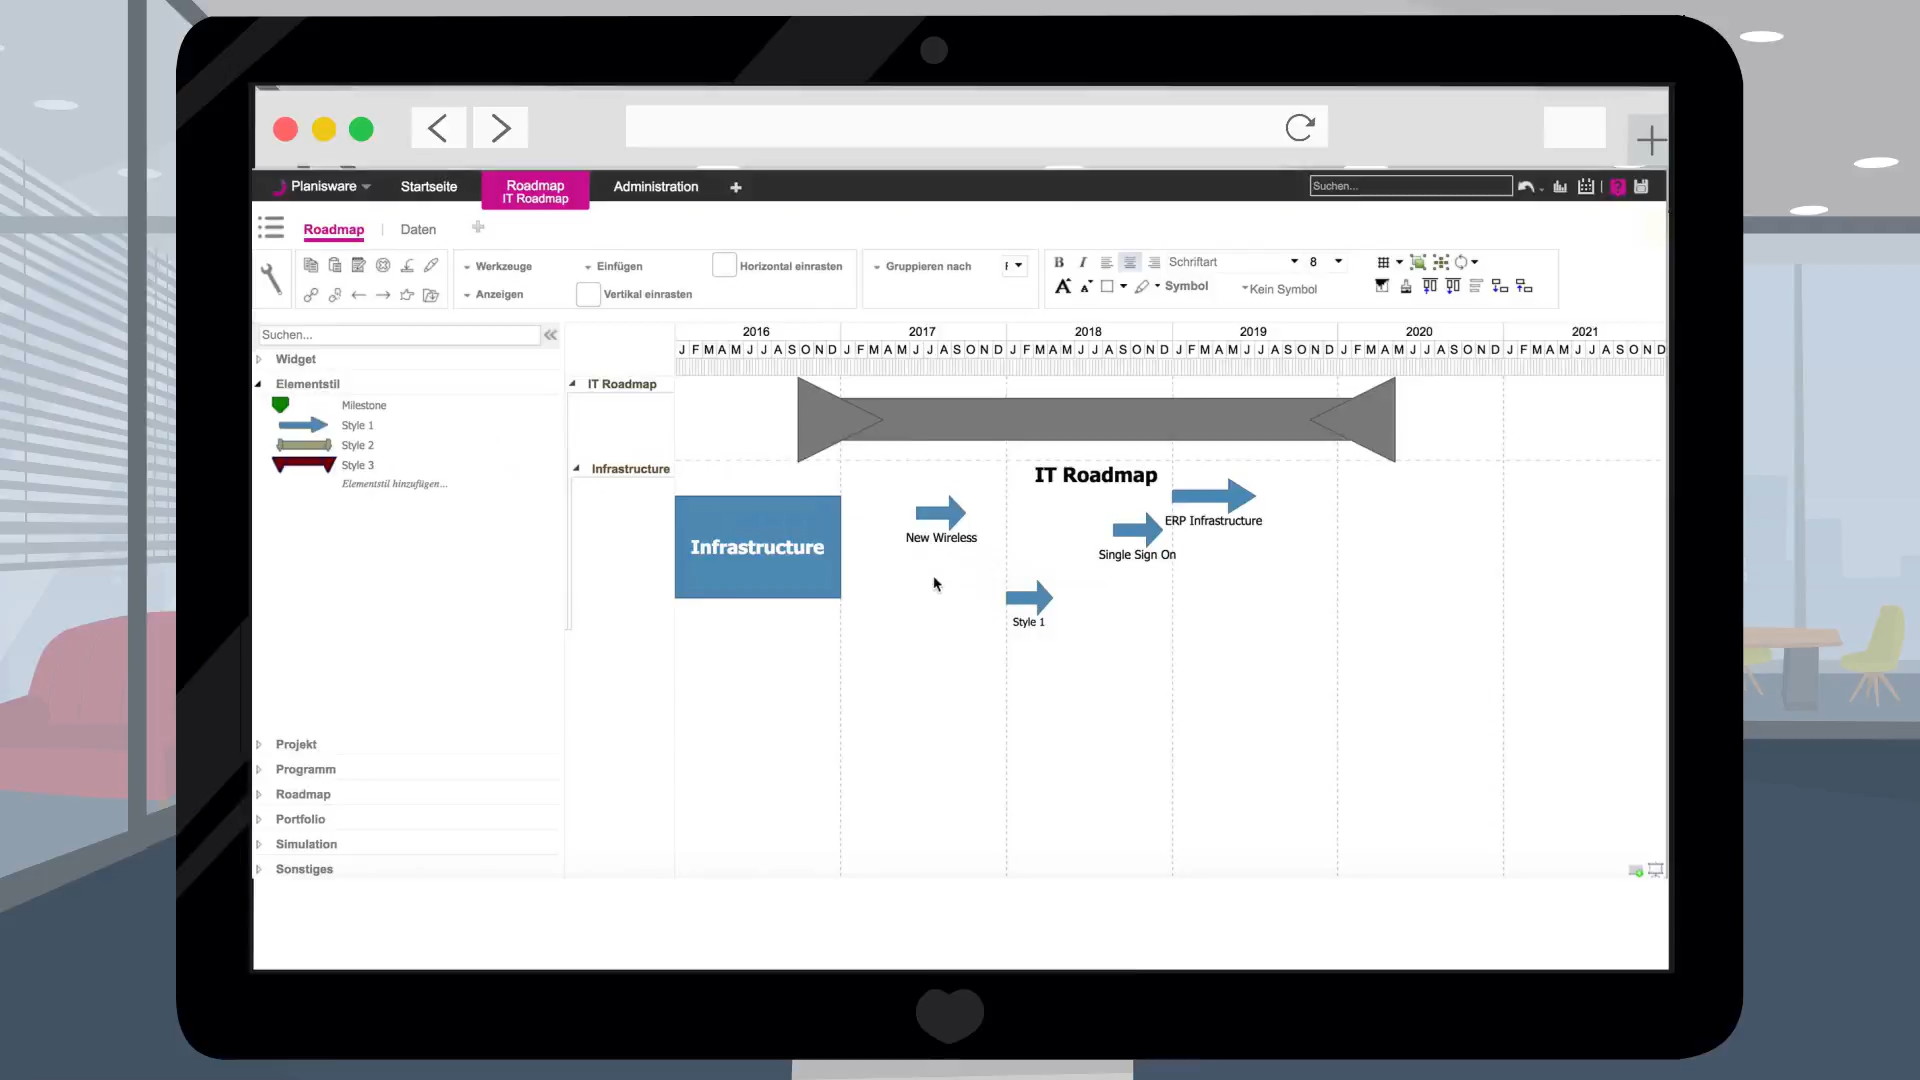 Planisware
Startseite
Roadmap
IT Roadmap
Administration
Suchen...
?
Roadmap
Daten
Werkzeuge
Einfügen
Horizontal einrasten
Anzeigen
Vertikal einrasten
Gruppieren nach
B I
Schriftart
8
A A
Symbol
Kein Symbol
Suchen...
2016 2017 2018 2019 2020 2021
J F M A M J J A S O N D J F M A M J J A S O N D J F M A M J J A S O N D J F M A M J J A S O N D J F M A M J J A S O N D J F M A M J J A S O N D
Widget
Elementstil
Milestone
Style 1
Style 2
Style 3
Elementstil hinzufügen...
Projekt
Programm
Roadmap
Portfolio
Simulation
Sonstiges
IT Roadmap
Infrastructure
IT Roadmap
Infrastructure
New Wireless
ERP Infrastructure
Single Sign On
Style 1